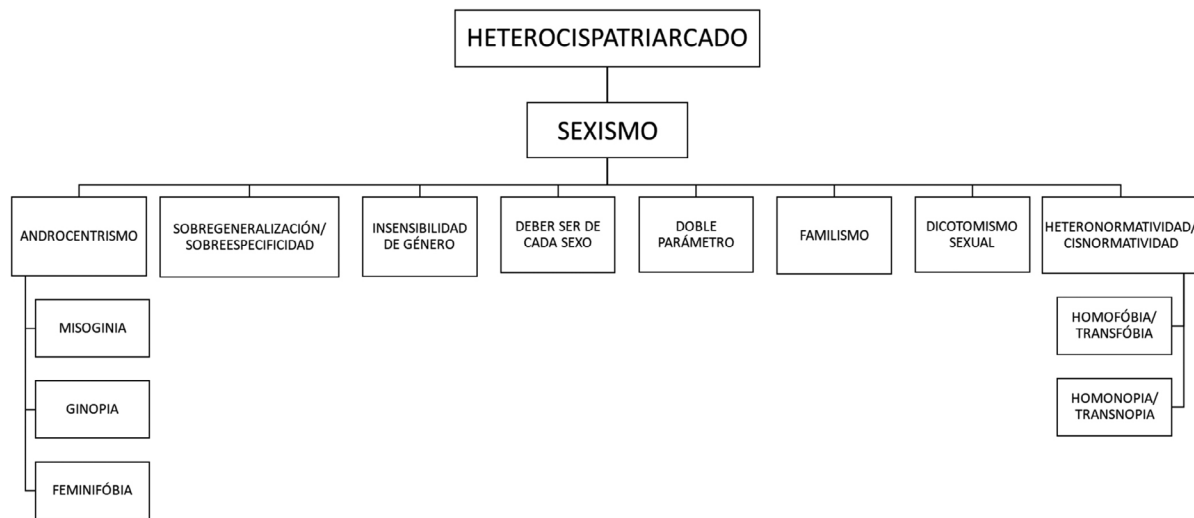 HETEROCISPATRIARCADO
SEXISMO
ANDROCENTRISMO
SOBREGENERALIZACIÓN/
SOBREESPECIFICIDAD
INSENSIBILIDAD
DE GÉNERO
DEBER SER DE
CADA SEXO
DOBLE
PARÁMETRO
FAMILISMO
DICOTOMISMO
SEXUAL
HETERONORMATIVIDAD/
CISNORMATIVIDAD
MISOGINIA
GINOPIA
FEMINIFÓBIA
HOMOFÓBIA/
TRANSFÓBIA
HOMONOPIA/
TRANSNOPIA